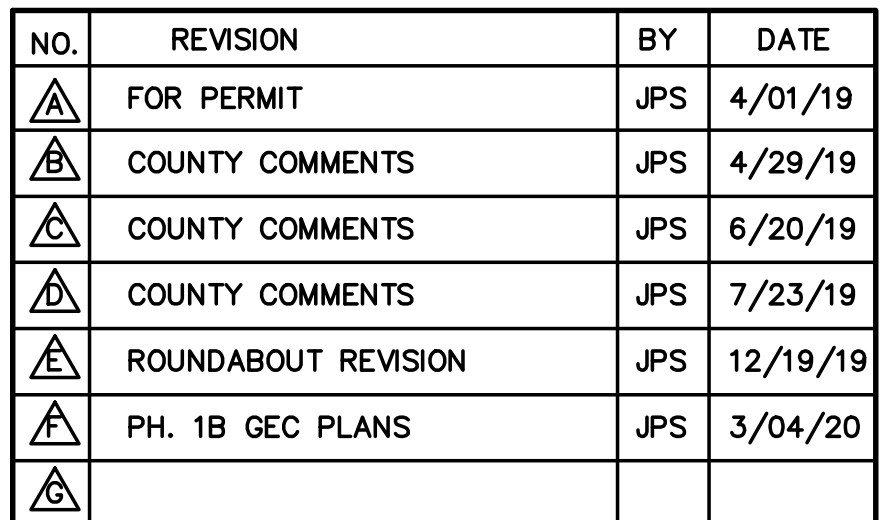 NO. REVISION BY DATE
A FOR PERMIT JPS 4/01/19
B COUNTY COMMENTS JPS 4/29/19
C COUNTY COMMENTS JPS 6/20/19
D COUNTY COMMENTS JPS 7/23/19
E ROUNDABOUT REVISION JPS 12/19/19
F PH. 1B GEC PLANS JPS 3/04/20
G